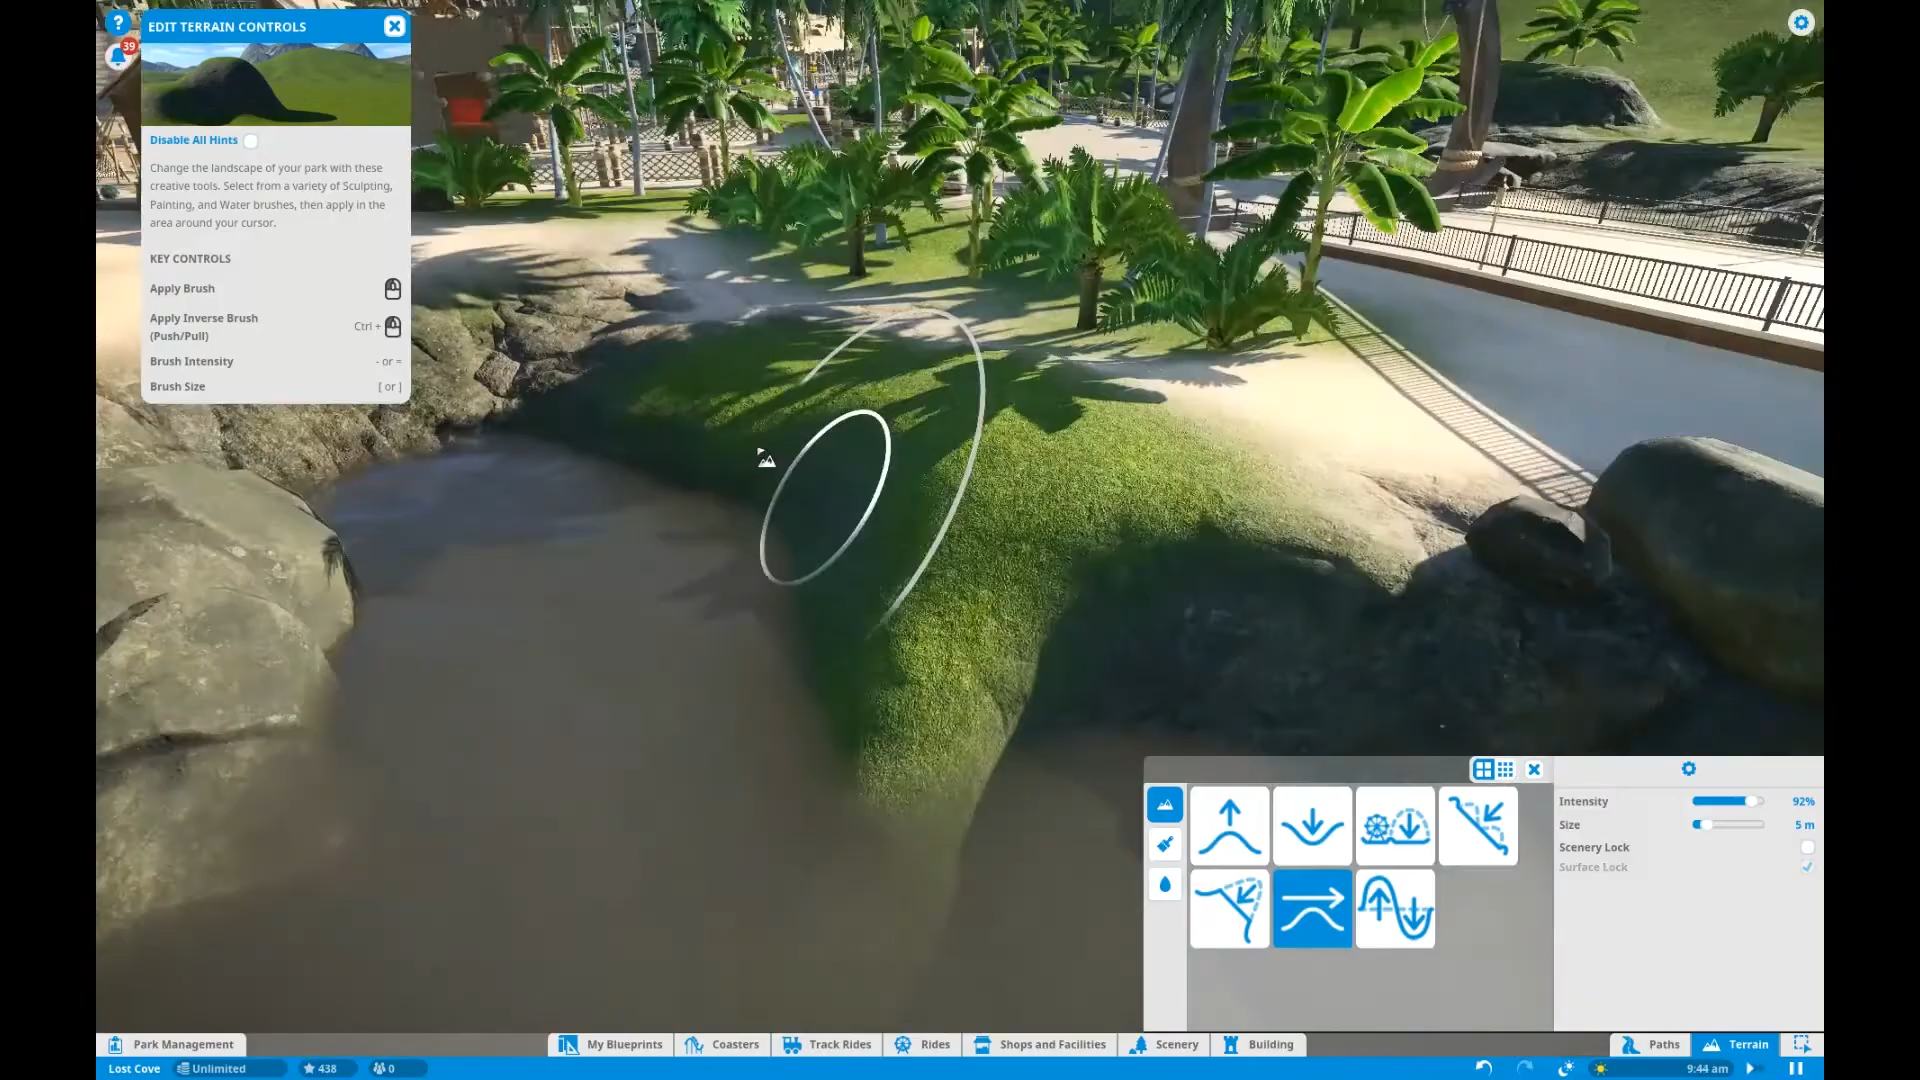 ?
EDIT TERRAIN CONTROLS
39
Disable All Hints
Change the landscape of your park with these
creative tools. Select from a variety of Sculpting,
Painting, and Water brushes, then apply in the
area around your cursor.
KEY CONTROLS
Apply Brush
Apply Inverse Brush
(Push/Pull)
Ctrl +
Brush Intensity
- or =
Brush Size
[ or ]
Intensity
92%
Size
5 m
Scenery Lock
Surface Lock
Park Management
My Blueprints
Coasters
Track Rides
Rides
Shops and Facilities
Scenery
Building
Paths
Terrain
Lost Cove
Unlimited
438
0
9:44 am